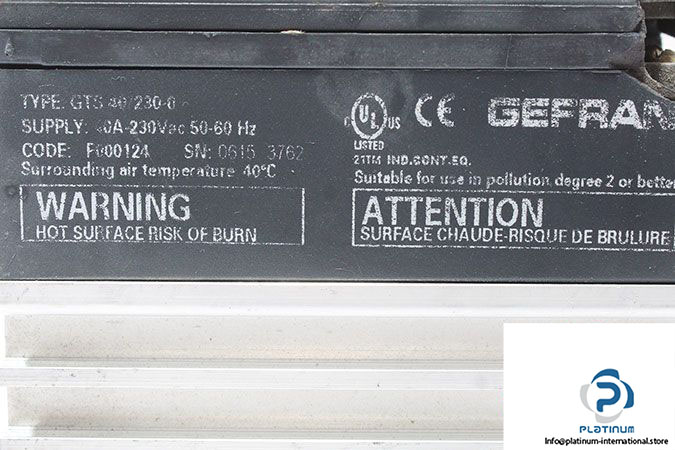 TYPE: GTS 40/230-0
SUPPLY: 40A-230Vac 50-60 Hz
CODE: F000124 SN: 0615 3762
Surrounding air temperature 40°C
WARNING
HOT SURFACE RISK OF BURN
C UL US
LISTED
CE GEFRAN
21TM IND.CONT.EQ.
Suitable for use in pollution degree 2 or better
ATTENTION
SURFACE CHAUDE-RISQUE DE BRULURE
PLATINUM
info@platinum-international.store